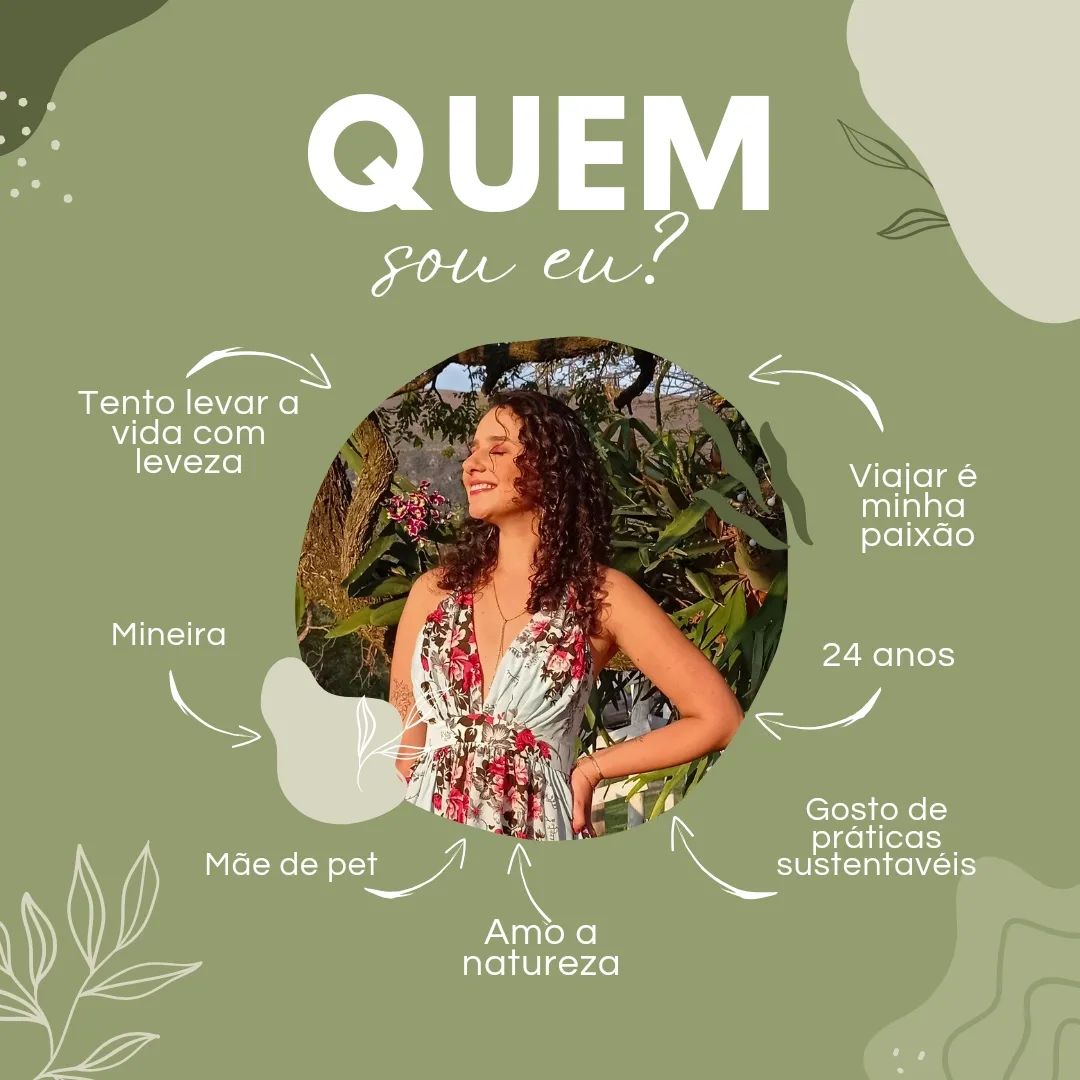 QUEM
sou eu?
Tento levar a
vida com
leveza
Viajar é
minha
paixão
Mineira
24 anos
Gosto de
práticas
sustentavéis
Mãe de pet
Amo a
natureza